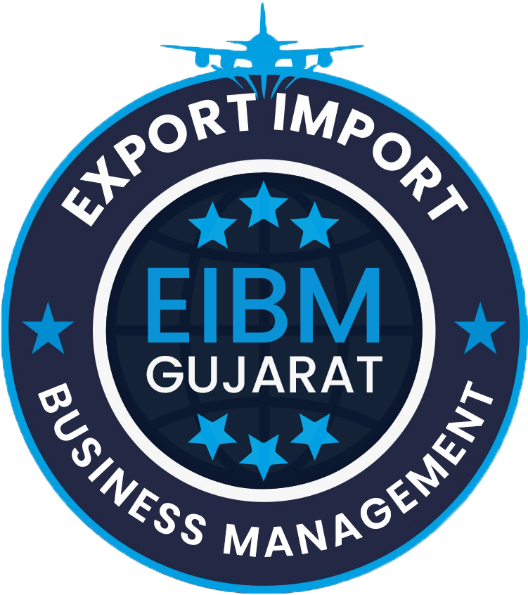 EXPORT IMPORT
EIBM
GUJARAT
BUSINESS MANAGEMENT